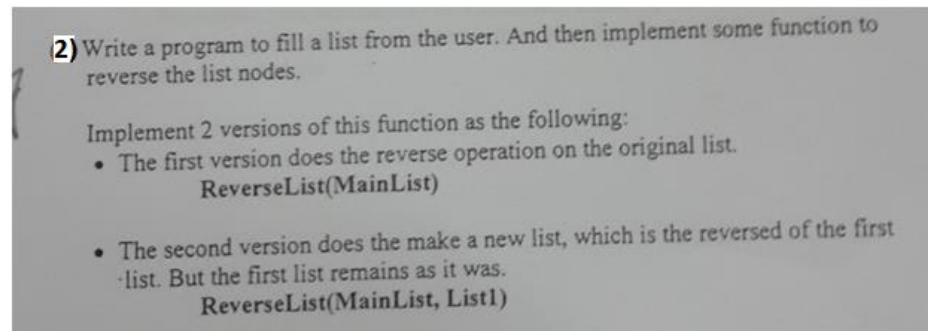 2) Write a program to fill a list from the user. And then implement some function to
reverse the list nodes.
Implement 2 versions of this function as the following:
• The first version does the reverse operation on the original list.
ReverseList(MainList)
• The second version does the make a new list, which is the reversed of the first
list. But the first list remains as it was.
ReverseList(MainList, List1)